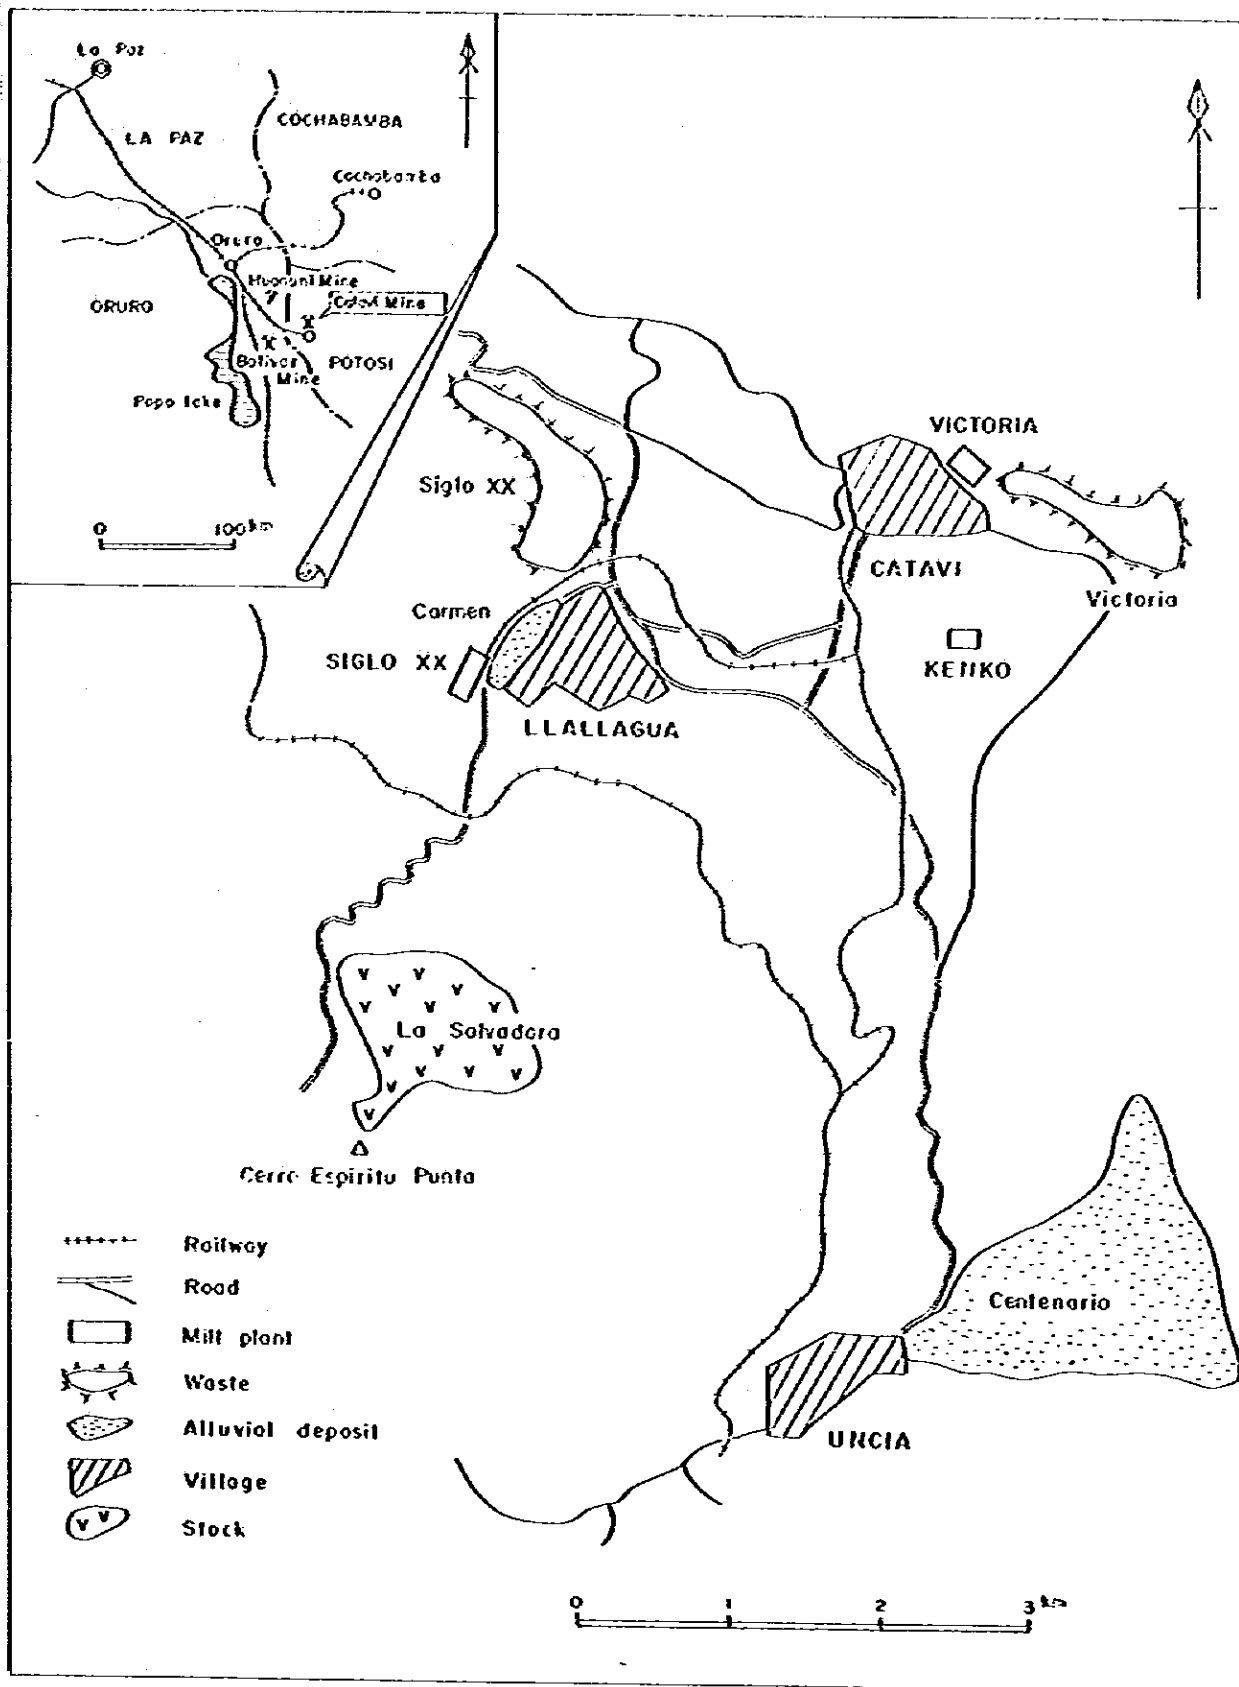 La Paz
LA PAZ
COCHABAMBA
Cochabamba
Oruro
Huanuni Mine
Catavi Mine
ORURO
Bolivar
Mine
POTOSI
Popo lake
0 100 km
VICTORIA
Siglo XX
CATAVI
Victoria
Carmen
SIGLO XX
KENKO
LLALLAGUA
La Salvadora
Cerro Espiritu Punta
Railway
Road
Mill plant
Waste
Alluvial deposit
Village
Stock
Centenario
UNCIA
0 1 2 3 km